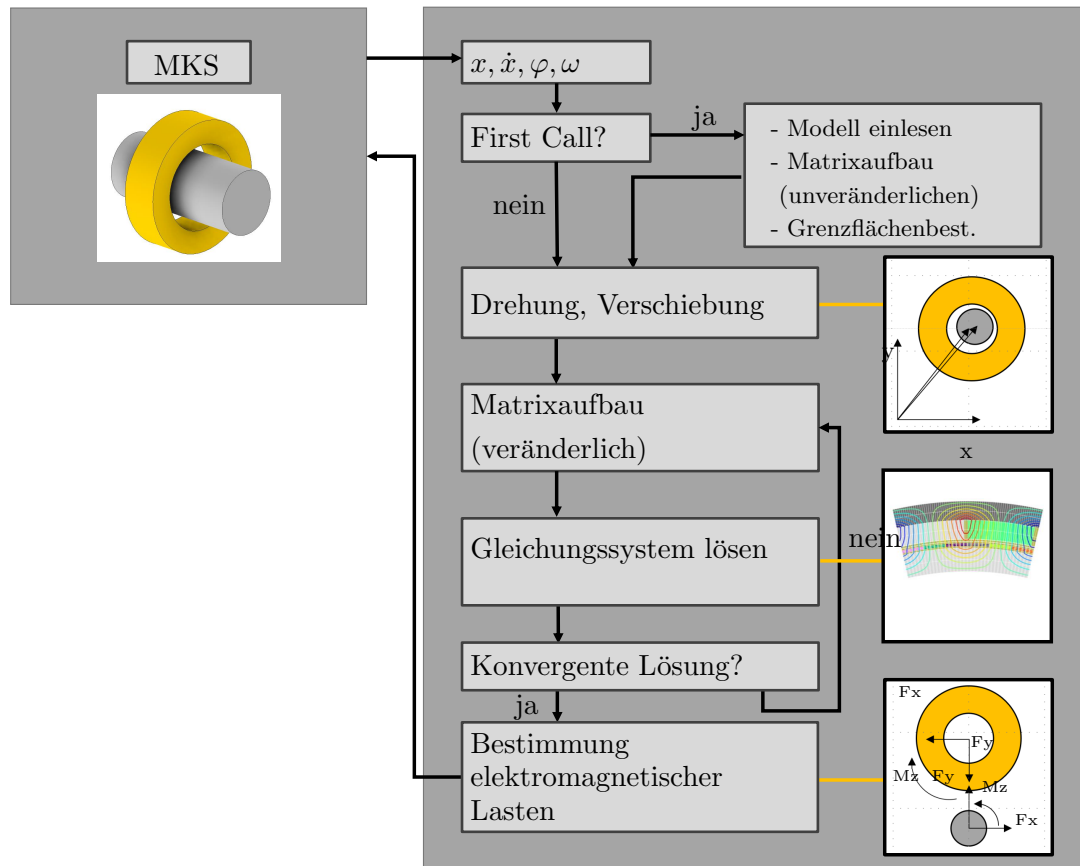 MKS
x, ẋ, φ, ω
First Call?
ja
nein
- Modell einlesen
- Matrixaufbau
(unveränderlichen)
- Grenzflächenbest.
Drehung, Verschiebung
y
x
Matrixaufbau
(veränderlich)
Gleichungssystem lösen
nein
Konvergente Lösung?
ja
Bestimmung
elektromagnetischer
Lasten
Fx
Fy
Mz
Fy
Mz
Fx